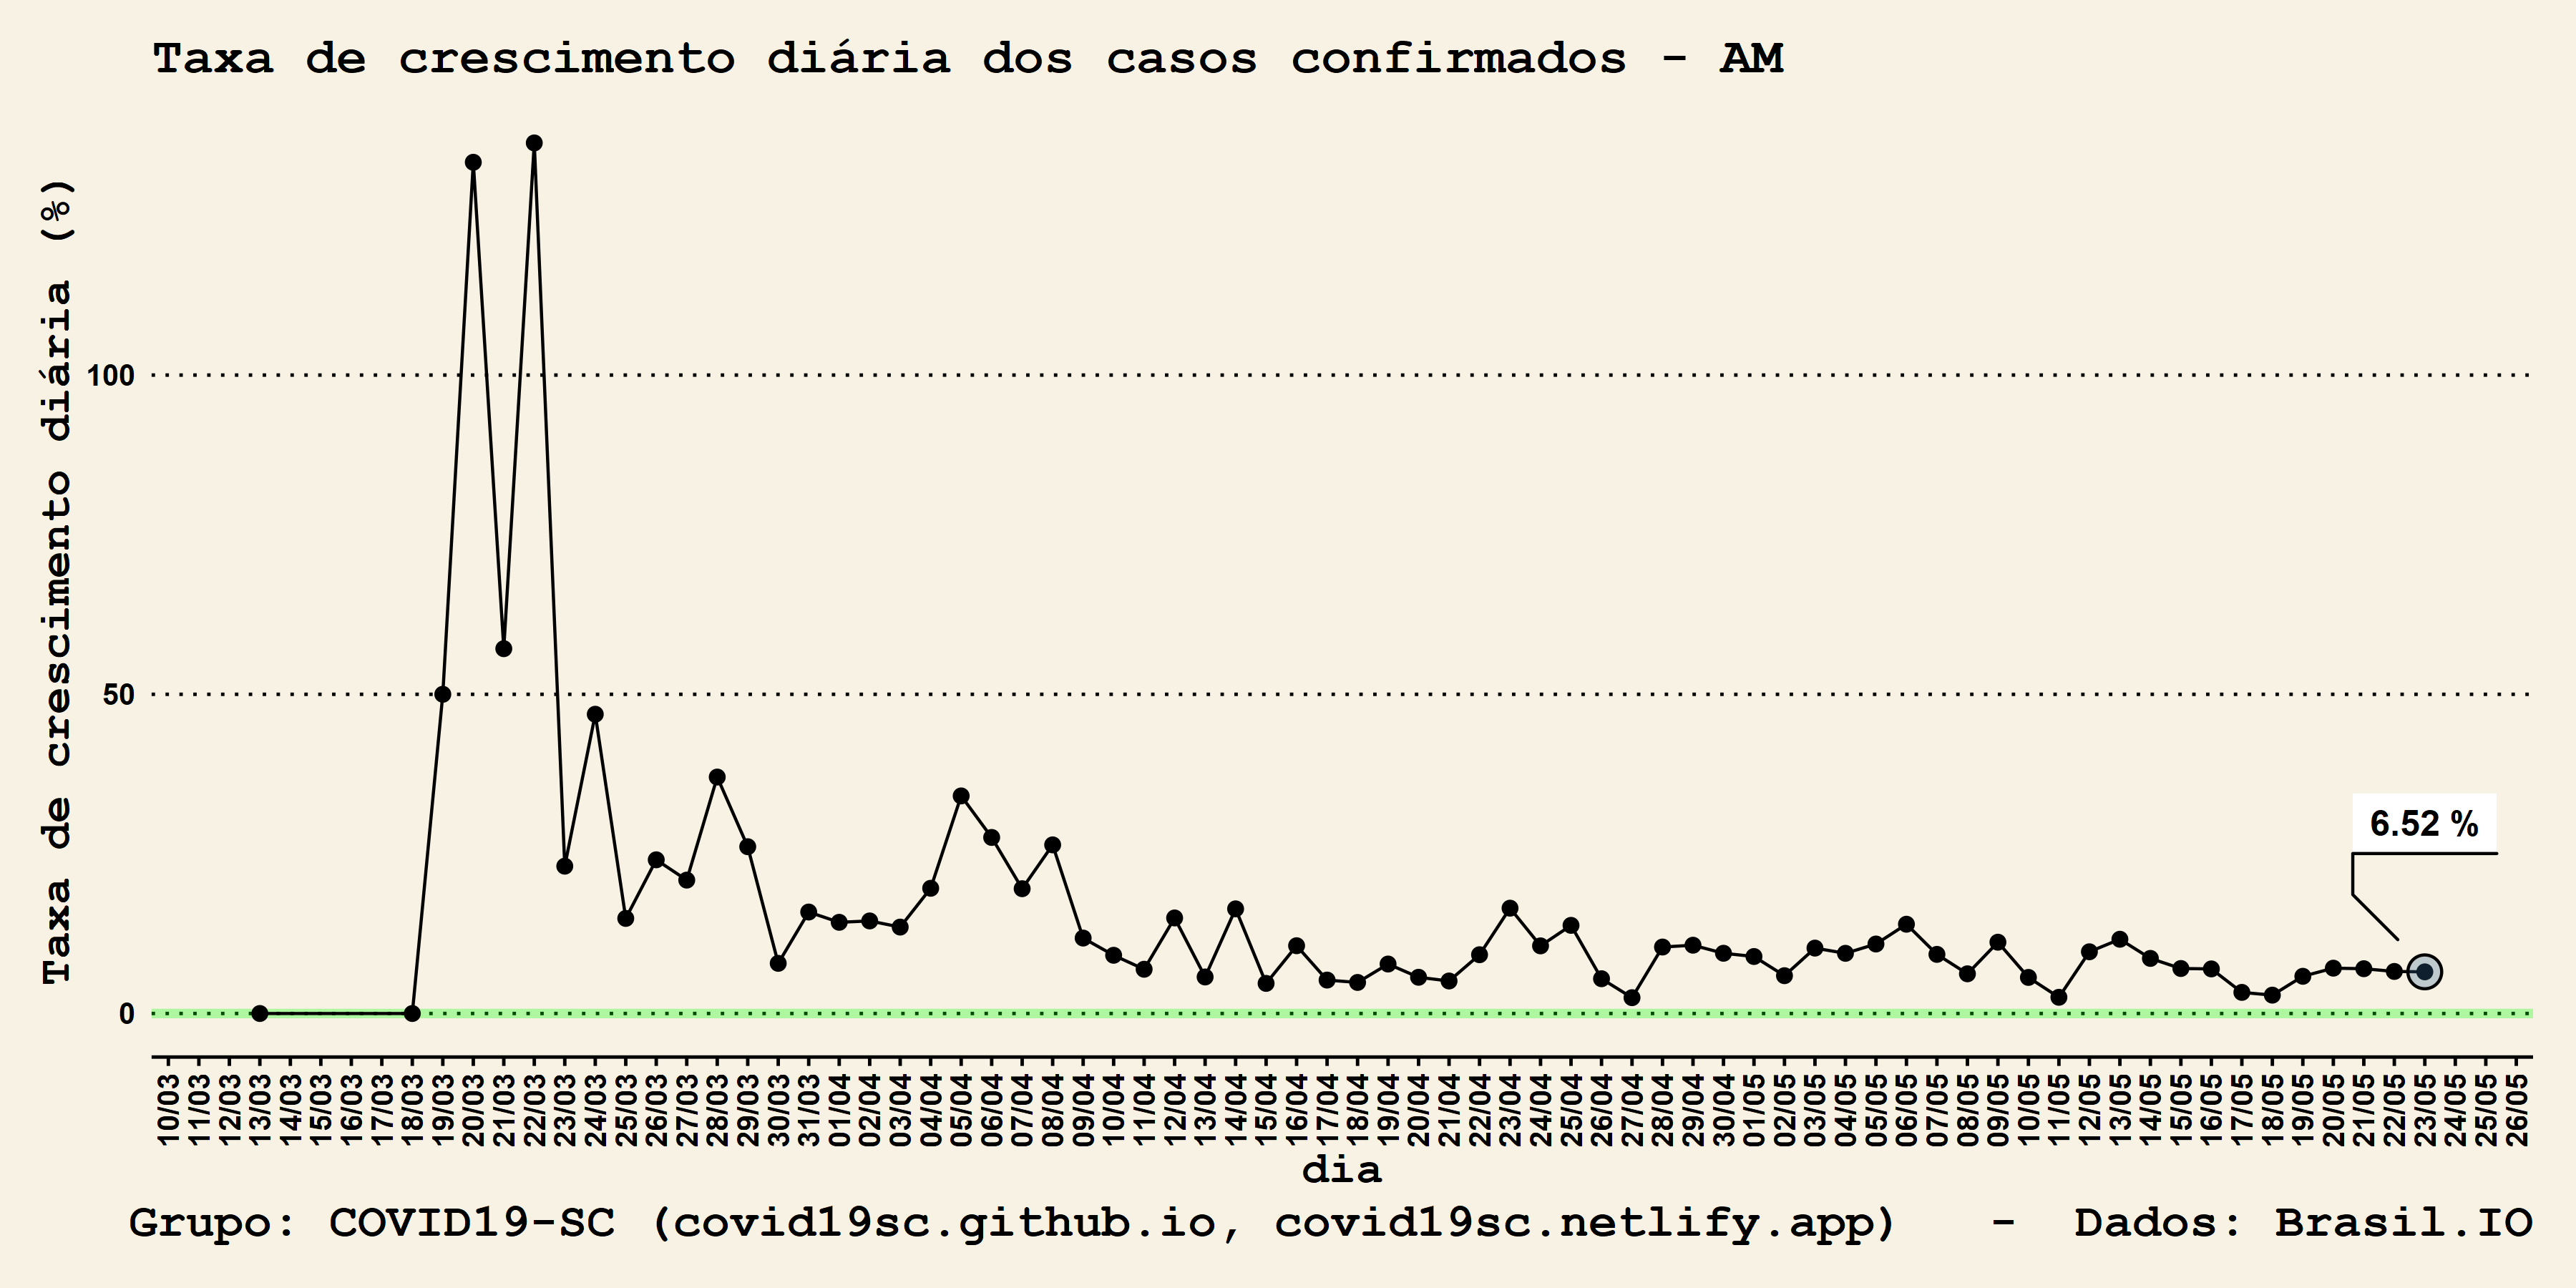 Taxa de crescimento diária dos casos confirmados - AM
Taxa de crescimento diária (%)
100
50
0
6.52 %
10/03 11/03 12/03 13/03 14/03 15/03 16/03 17/03 18/03 19/03 20/03 21/03 22/03 23/03 24/03 25/03 26/03 27/03 28/03 29/03 30/03 31/03 01/04 02/04 03/04 04/04 05/04 06/04 07/04 08/04 09/04 10/04 11/04 12/04 13/04 14/04 15/04 16/04 17/04 18/04 19/04 20/04 21/04 22/04 23/04 24/04 25/04 26/04 27/04 28/04 29/04 30/04 01/05 02/05 03/05 04/05 05/05 06/05 07/05 08/05 09/05 10/05 11/05 12/05 13/05 14/05 15/05 16/05 17/05 18/05 19/05 20/05 21/05 22/05 23/05 24/05 25/05 26/05
dia
Grupo: COVID19-SC (covid19sc.github.io, covid19sc.netlify.app) - Dados: Brasil.IO